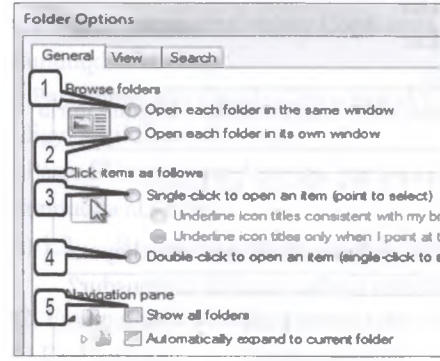 Folder Options
General View Search
1 Browse folders
Open each folder in the same window
Open each folder in its own window
2
Click items as follows
3 Single-click to open an item (point to select)
Underline icon titles consistent with my b
Underline icon titles only when I point at t
4 Double-click to open an item (single-click to s
5 Navigation pane
Show all folders
Automatically expand to current folder